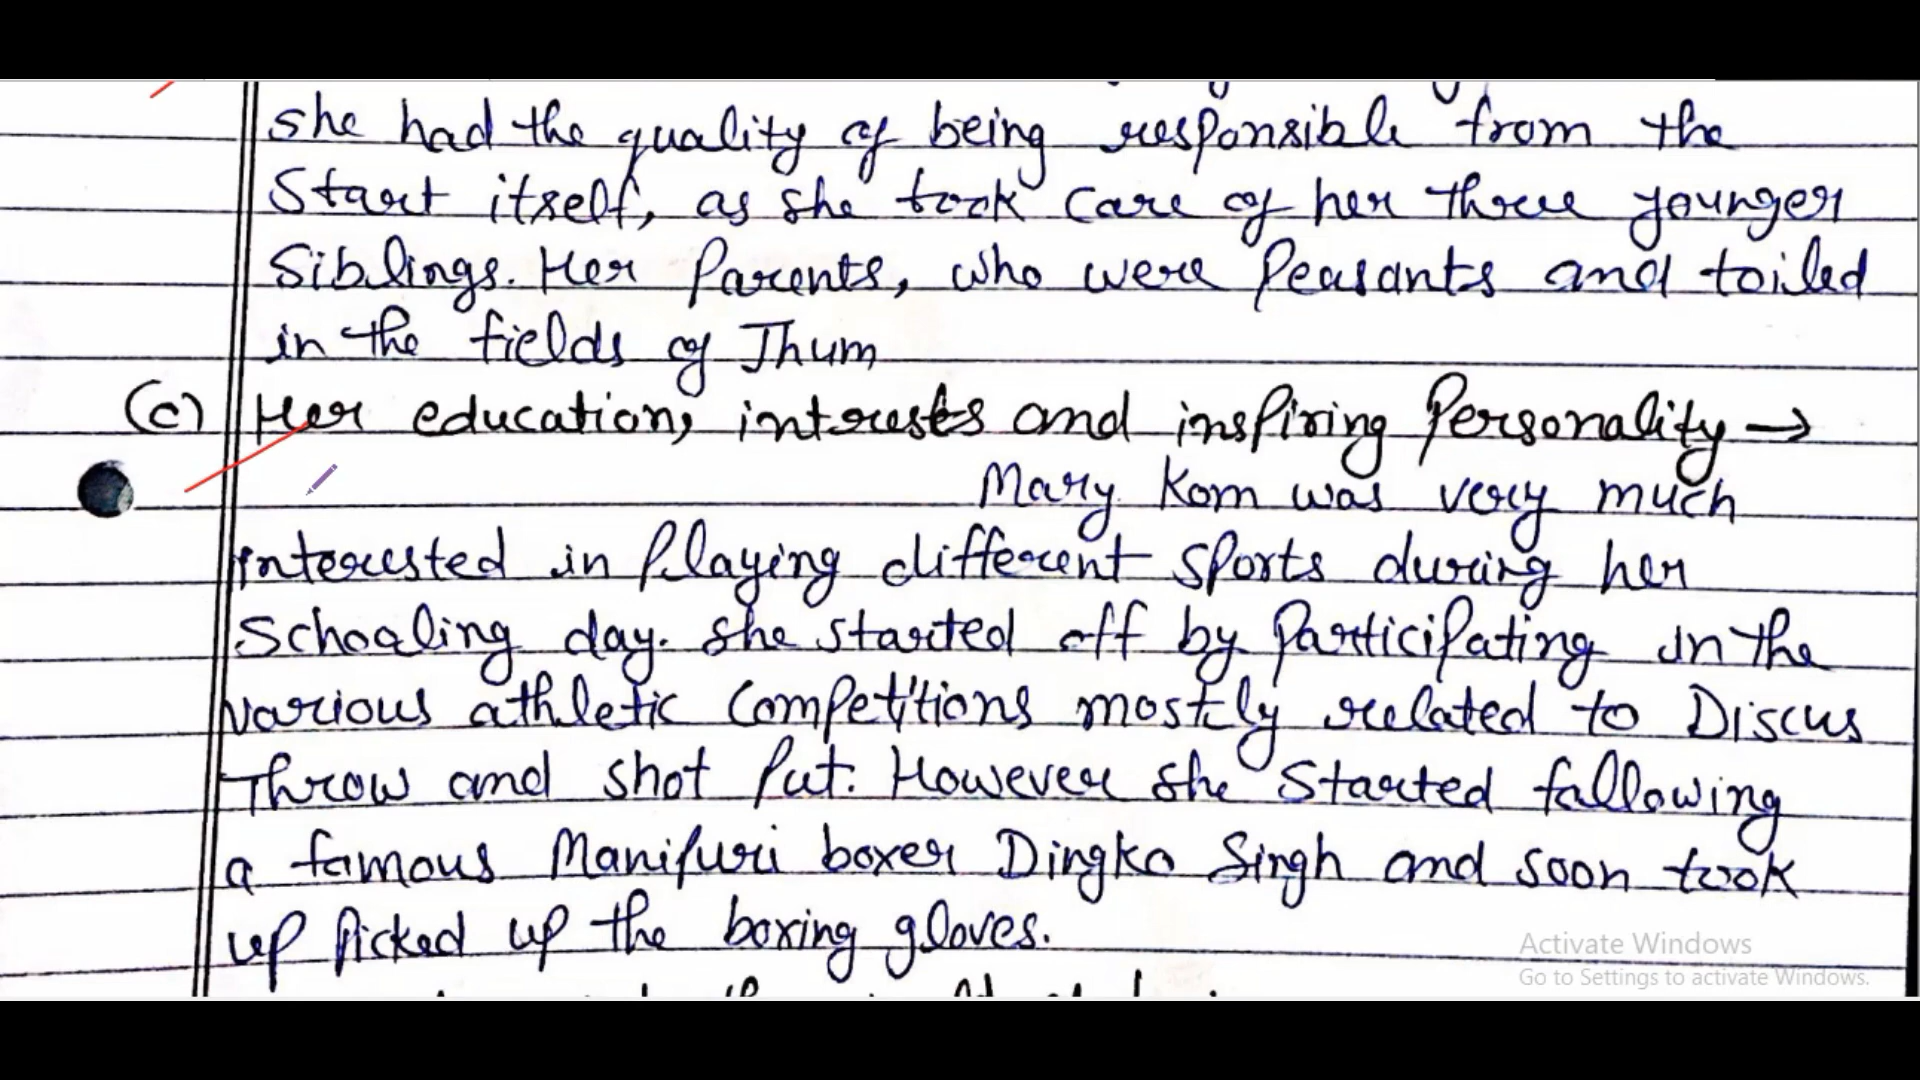 she had the quality of being responsible from the
Start itself, as she took care of her three younger
Siblings. Her Parents, who were Peasants and toiled
in the fields of Jhum
(c) Her education, interests and inspiring Personality →
Mary Kom was very much
interested in Playing different sports during her
Schooling day. She started off by Participating in the
various athletic Competitions mostly related to Discus
Throw and shot Put. However she Started following
a famous Manipuri boxer Dingko Singh and soon took
up picked up the boxing gloves.
Activate Windows
Go to Settings to activate Windows.